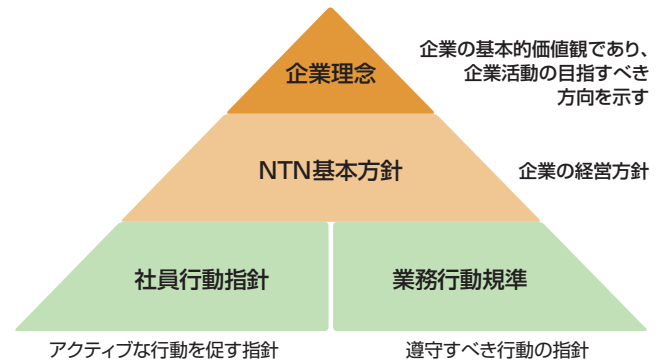 企業理念
企業の基本的価値観であり、
企業活動の目指すべき
方向を示す
NTN基本方針
企業の経営方針
社員行動指針
業務行動規準
アクティブな行動を促す指針
遵守すべき行動の指針